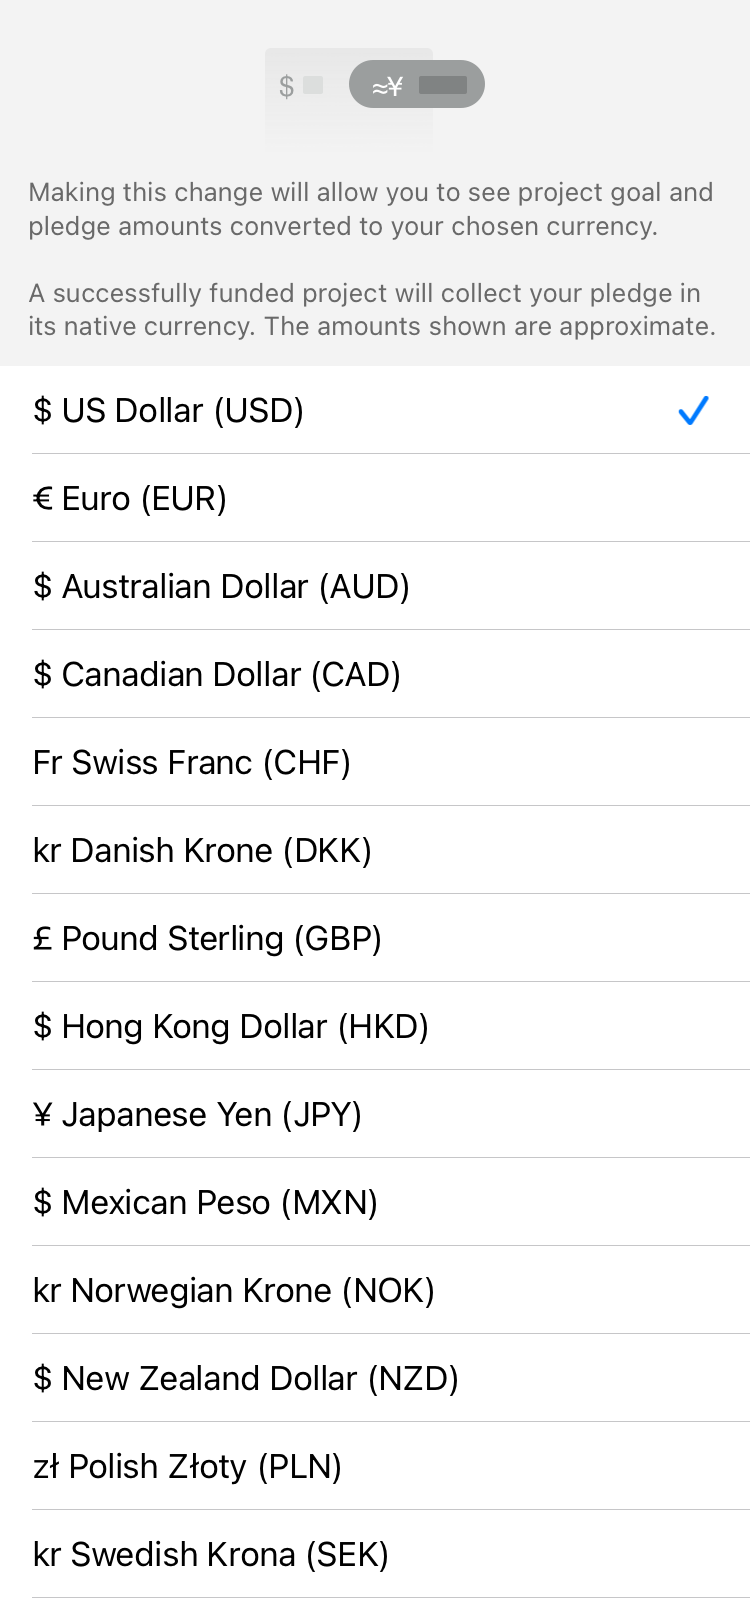 $ ≈¥
Making this change will allow you to see project goal and
pledge amounts converted to your chosen currency.
A successfully funded project will collect your pledge in
its native currency. The amounts shown are approximate.
$ US Dollar (USD)
€ Euro (EUR)
$ Australian Dollar (AUD)
$ Canadian Dollar (CAD)
Fr Swiss Franc (CHF)
kr Danish Krone (DKK)
£ Pound Sterling (GBP)
$ Hong Kong Dollar (HKD)
¥ Japanese Yen (JPY)
$ Mexican Peso (MXN)
kr Norwegian Krone (NOK)
$ New Zealand Dollar (NZD)
zł Polish Złoty (PLN)
kr Swedish Krona (SEK)